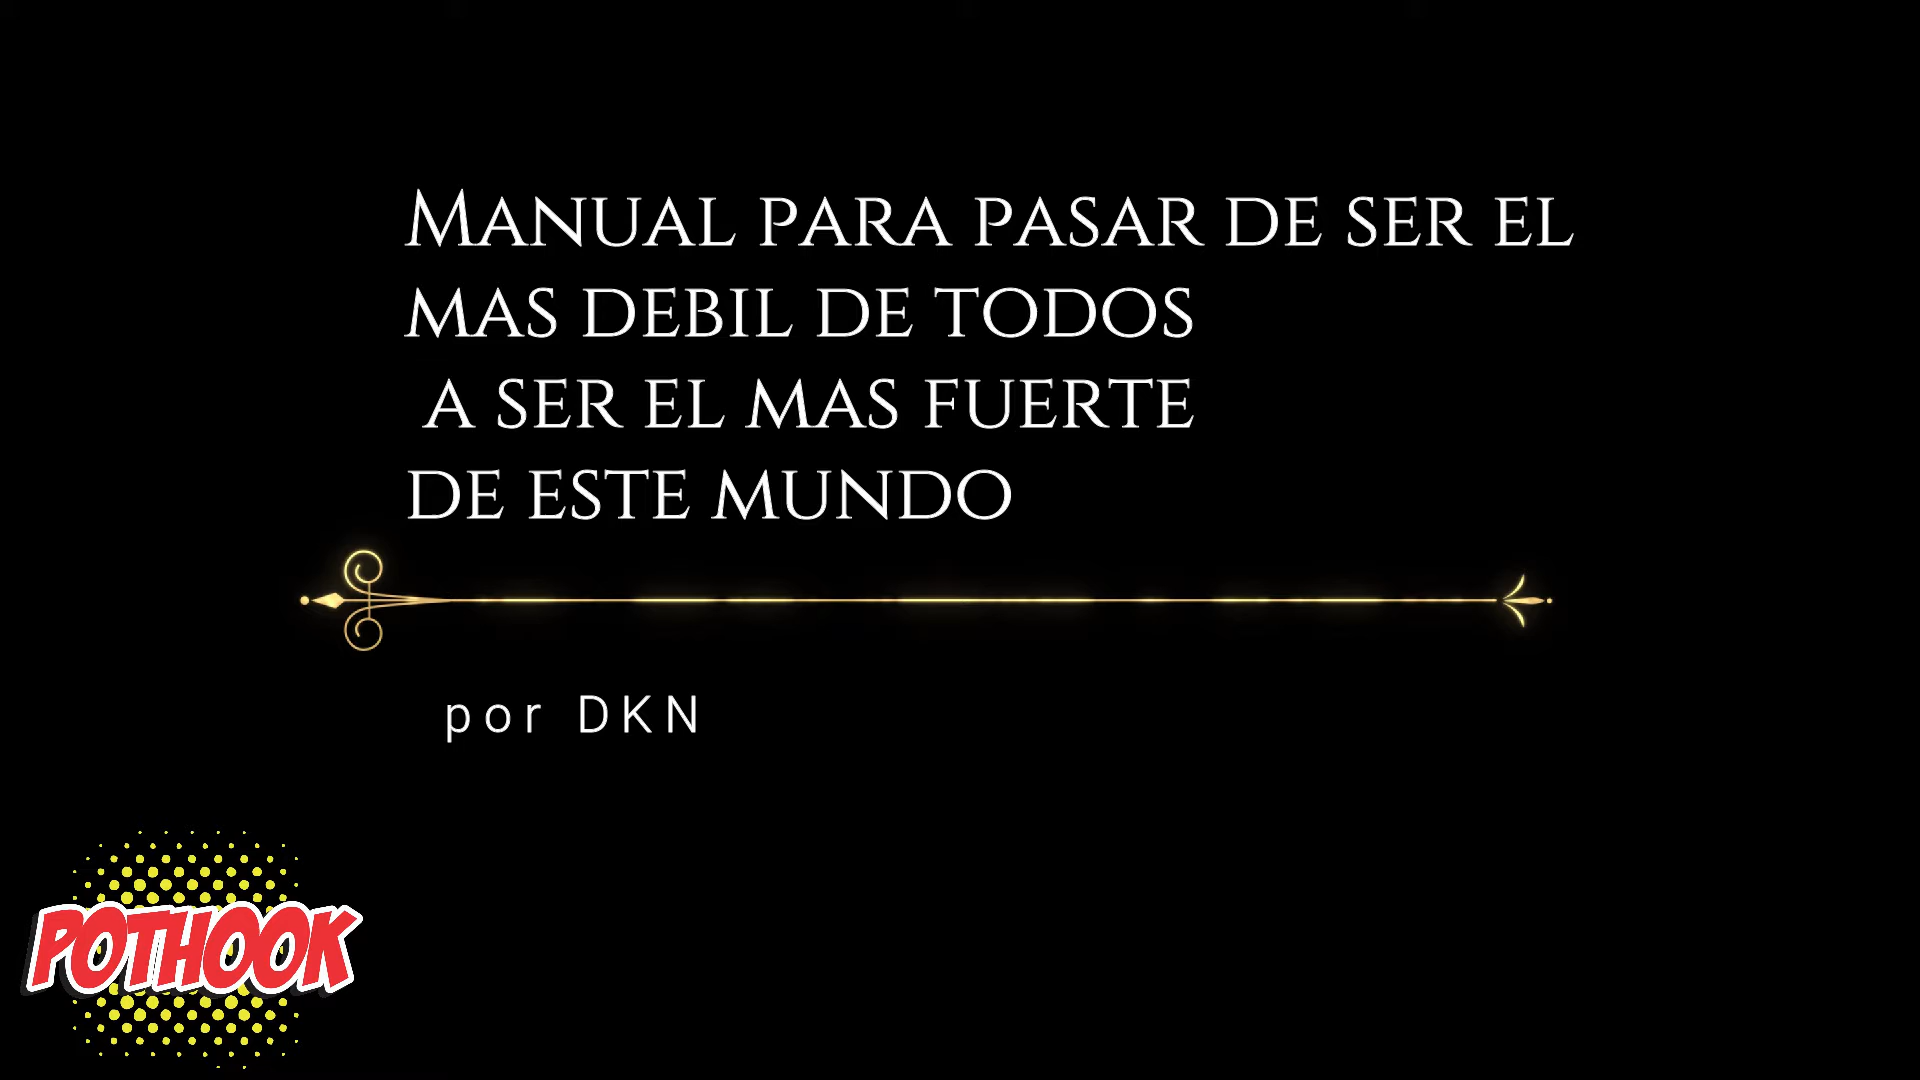 Manual para pasar de ser el
mas debil de todos
a ser el mas fuerte
de este mundo
por DKN
POTHOOK